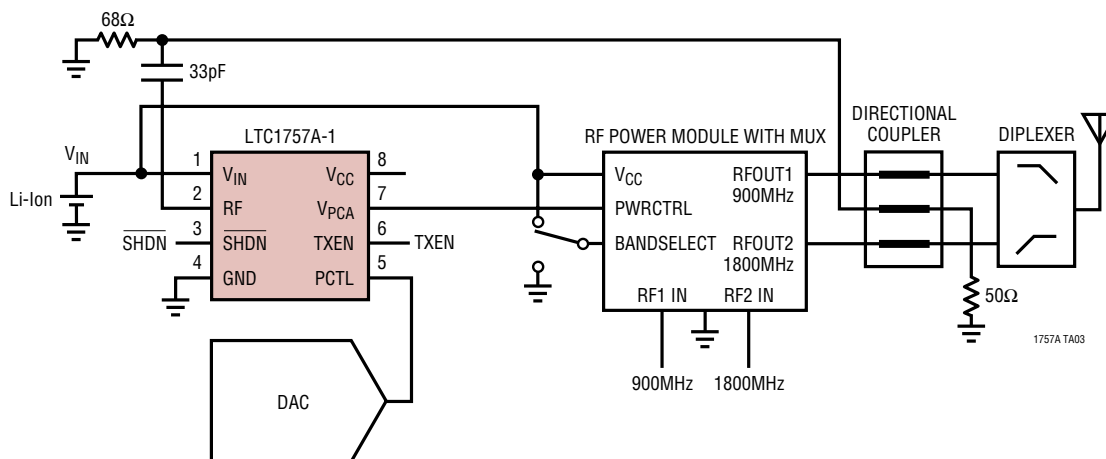 68Ω
33pF
LTC1757A-1
V_IN
Li-Ion
1
V_IN
V_CC
8
2
RF
V_PCA
7
SHDN
3
SHDN
TXEN
6
TXEN
4
GND
PCTL
5
DAC
RF POWER MODULE WITH MUX
V_CC
PWRCTRL
BANDSELECT
RFOUT1
900MHz
RFOUT2
1800MHz
RF1 IN
RF2 IN
900MHz
1800MHz
DIRECTIONAL
COUPLER
DIPLEXER
50Ω
1757A TA03